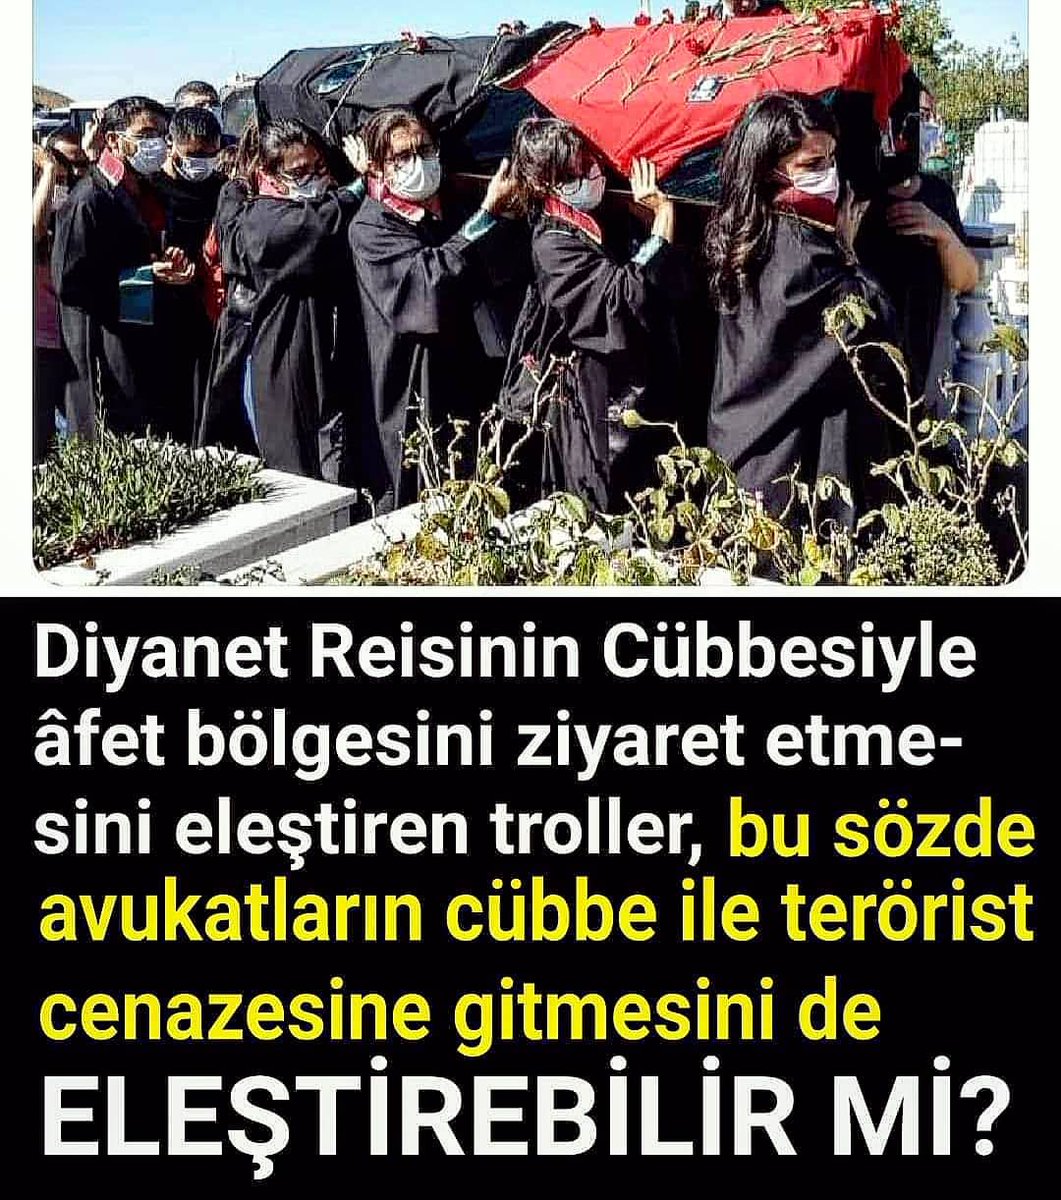 Diyanet Reisinin Cübbesiyle
âfet bölgesini ziyaret etme-
sini eleştiren troller, bu sözde
avukatların cübbe ile terörist
cenazesine gitmesini de
ELEŞTİREBİLİR Mİ?